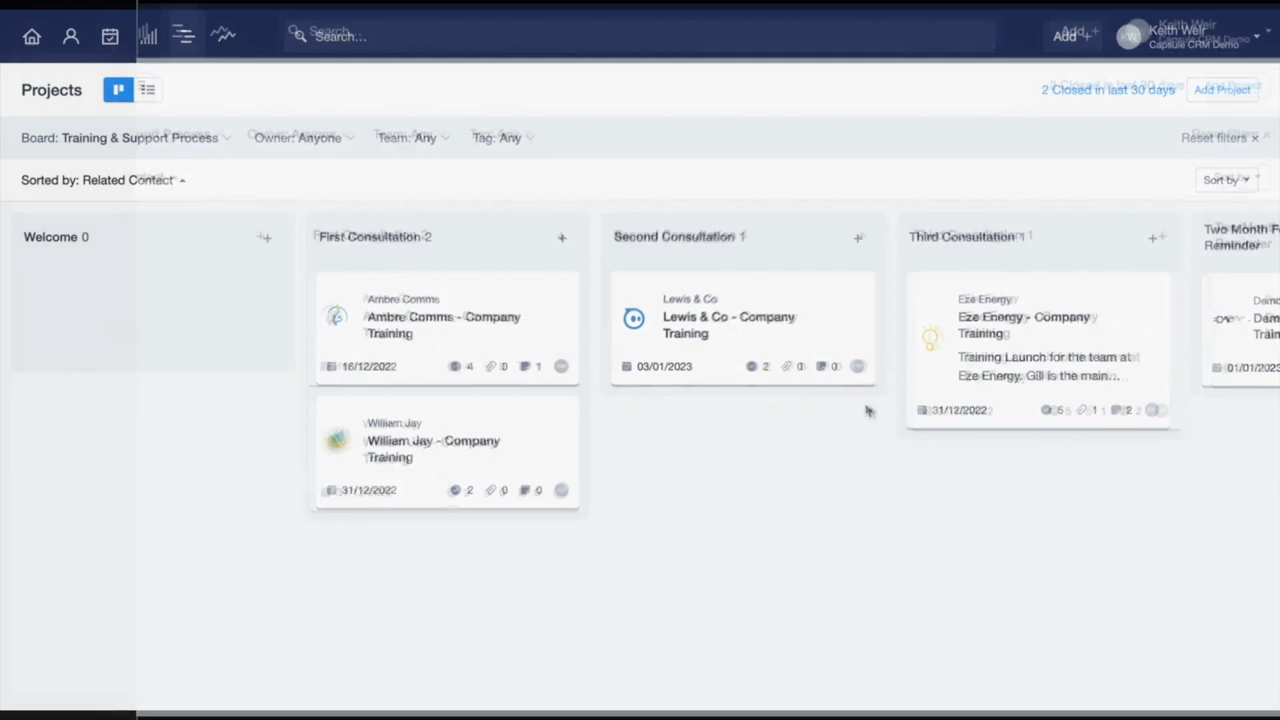 Search...
Add +
KW
Keith Weir
Capsule CRM Demo
Projects
2 Closed in last 30 days
Add Project
Board: Training & Support Process
Owner: Anyone
Team: Any
Tag: Any
Reset filters ×
Sorted by: Related Contact
Sort by
Welcome 0
+
First Consultation 2
+
Second Consultation 1
+
Third Consultation 1
+
Two Month F
Reminder
Ambre Comms
Ambre Comms - Company
Training
16/12/2022
4
0
1
William Jay
William Jay - Company
Training
31/12/2022
2
0
0
Lewis & Co
Lewis & Co - Company
Training
03/01/2023
2
0
0
Eze Energy
Eze Energy - Company
Training
Training Launch for the team at
Eze Energy. Gill is the main...
31/12/2022
5
1
2
Demo
Train
01/01/2023